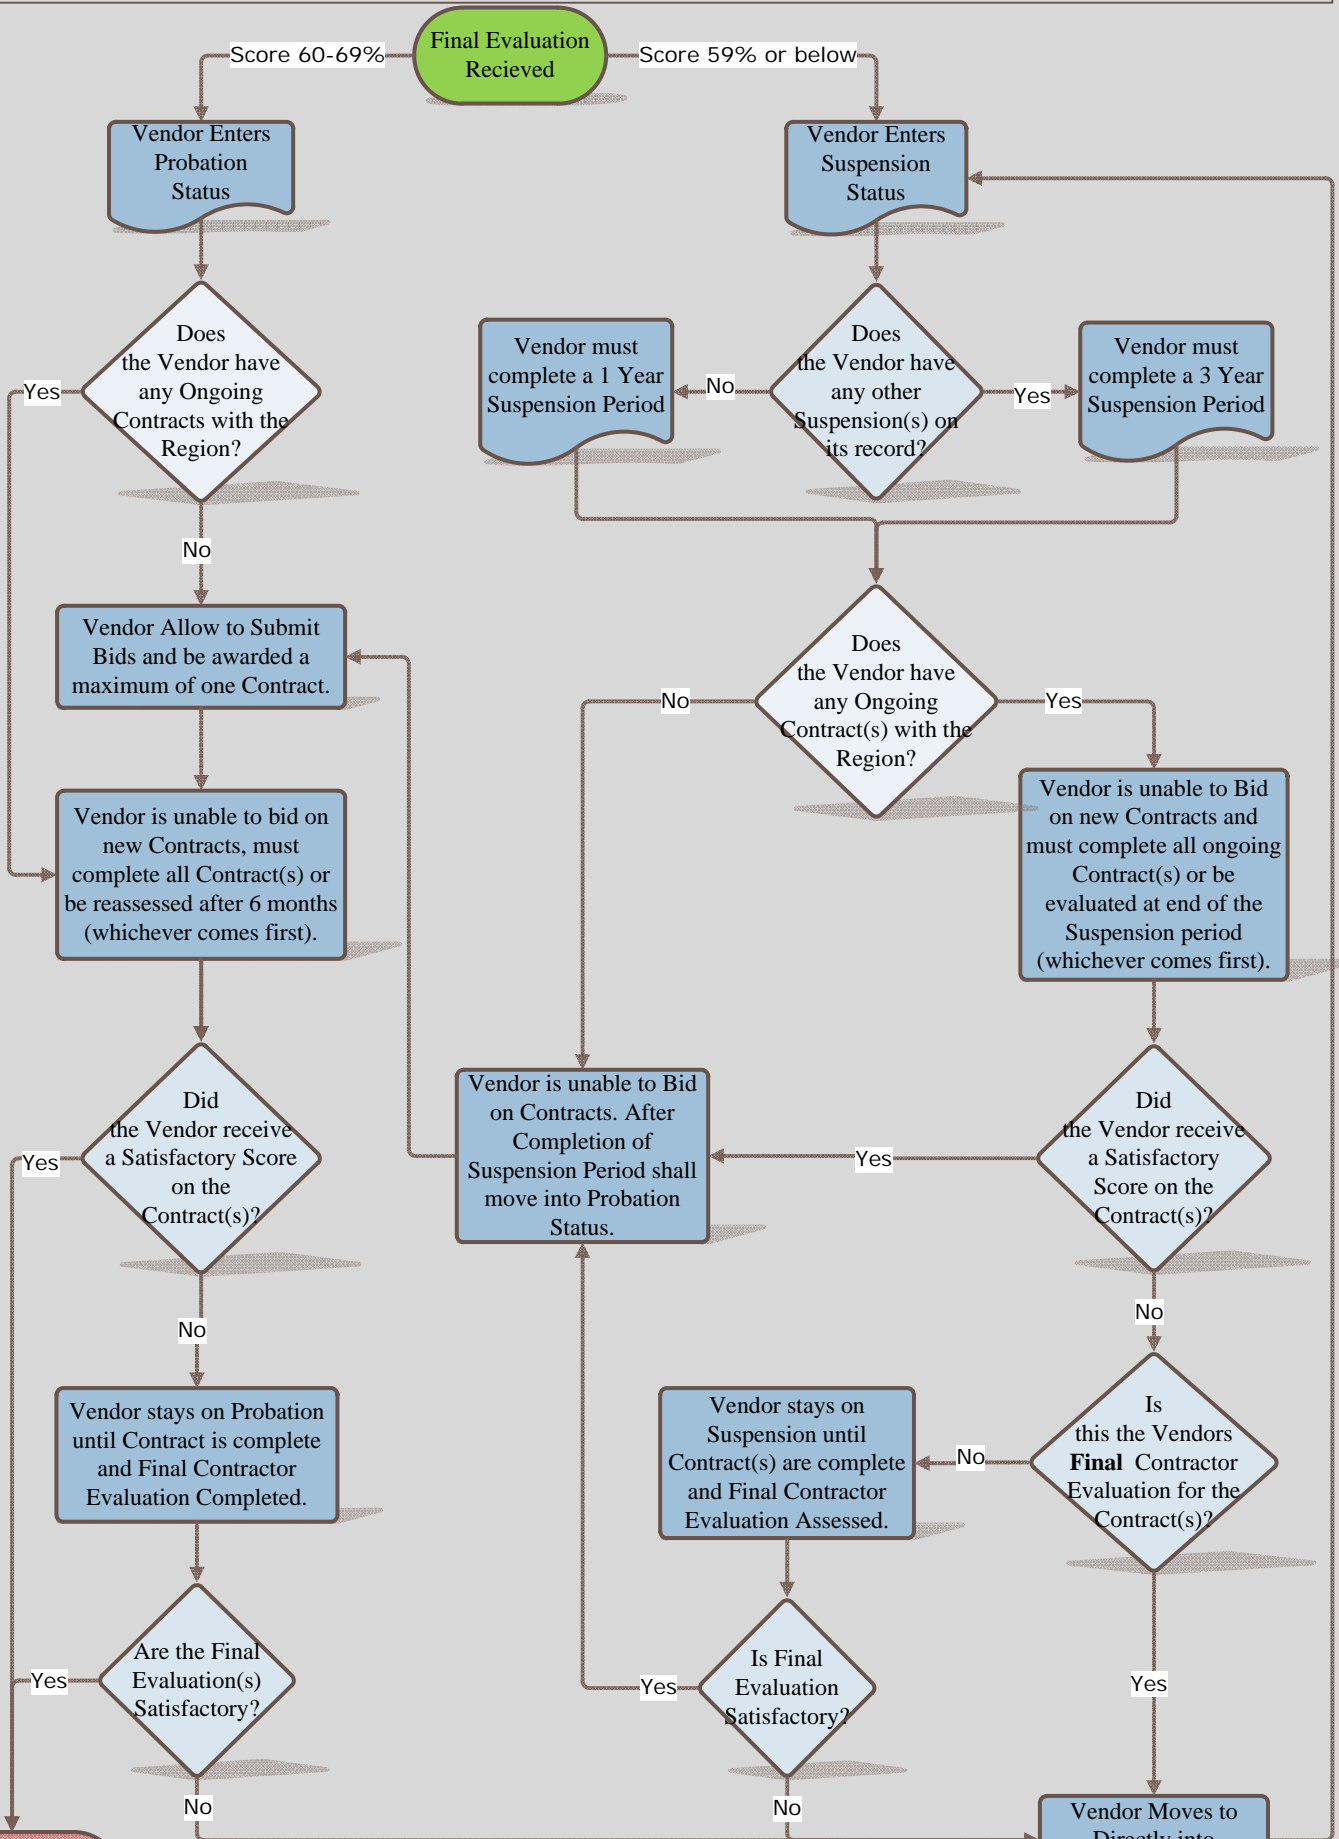 Final Evaluation
Recieved
Score 60-69%
Score 59% or below
Vendor Enters
Probation
Status
Vendor Enters
Suspension
Status
Does
the Vendor have
any Ongoing
Contracts with the
Region?
Yes
No
Vendor must
complete a 1 Year
Suspension Period
No
Does
the Vendor have
any other
Suspension(s) on
its record?
Yes
Vendor must
complete a 3 Year
Suspension Period
Vendor Allow to Submit
Bids and be awarded a
maximum of one Contract.
Does
the Vendor have
any Ongoing
Contract(s) with the
Region?
No
Yes
Vendor is unable to bid on
new Contracts, must
complete all Contract(s) or
be reassessed after 6 months
(whichever comes first).
Vendor is unable to Bid
on new Contracts and
must complete all ongoing
Contract(s) or be
evaluated at end of the
Suspension period
(whichever comes first).
Did
the Vendor receive
a Satisfactory Score
on the
Contract(s)?
Yes
No
Vendor is unable to Bid
on Contracts. After
Completion of
Suspension Period shall
move into Probation
Status.
Yes
Did
the Vendor receive
a Satisfactory
Score on the
Contract(s)?
No
Vendor stays on Probation
until Contract is complete
and Final Contractor
Evaluation Completed.
Vendor stays on
Suspension until
Contract(s) are complete
and Final Contractor
Evaluation Assessed.
No
Is
this the Vendors
Final Contractor
Evaluation for the
Contract(s)?
Yes
Are the Final
Evaluation(s)
Satisfactory?
Yes
No
Is Final
Evaluation
Satisfactory?
Yes
No
Vendor Moves to
Directly into